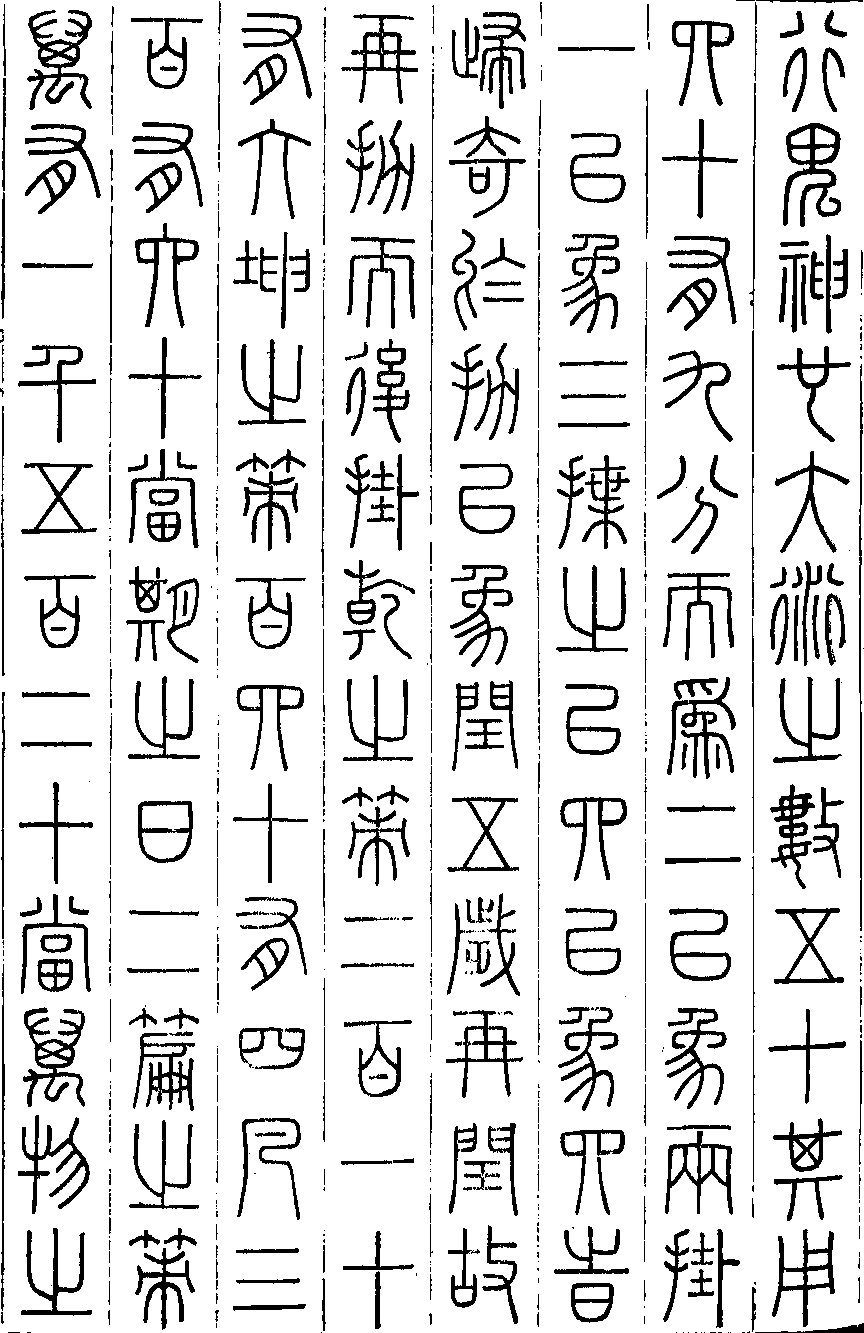 行鬼神也大衍之數五十其用
四十有九分而爲二以象兩掛
一以象三揲之以四以象四時
歸奇於扐以象閏五歲再閏故
再扐而後掛乾之策二百一十
有六坤之策百四十有四凡三
百有六十當期之日二篇之策
萬有一千五百二十當萬物之